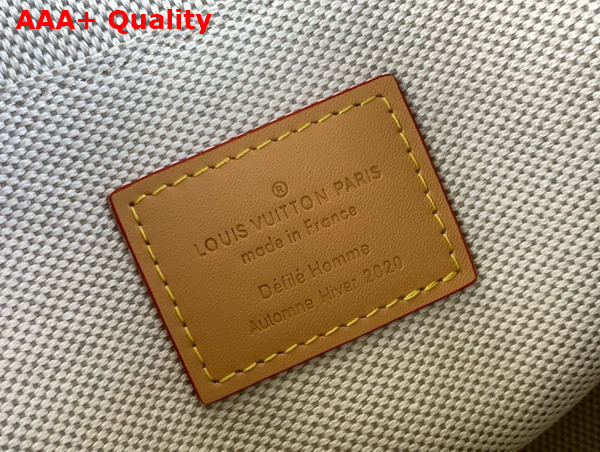 AAA+ Quality
®
LOUIS VUITTON PARIS
made in France
Défilé Homme
Automne Hiver 2020